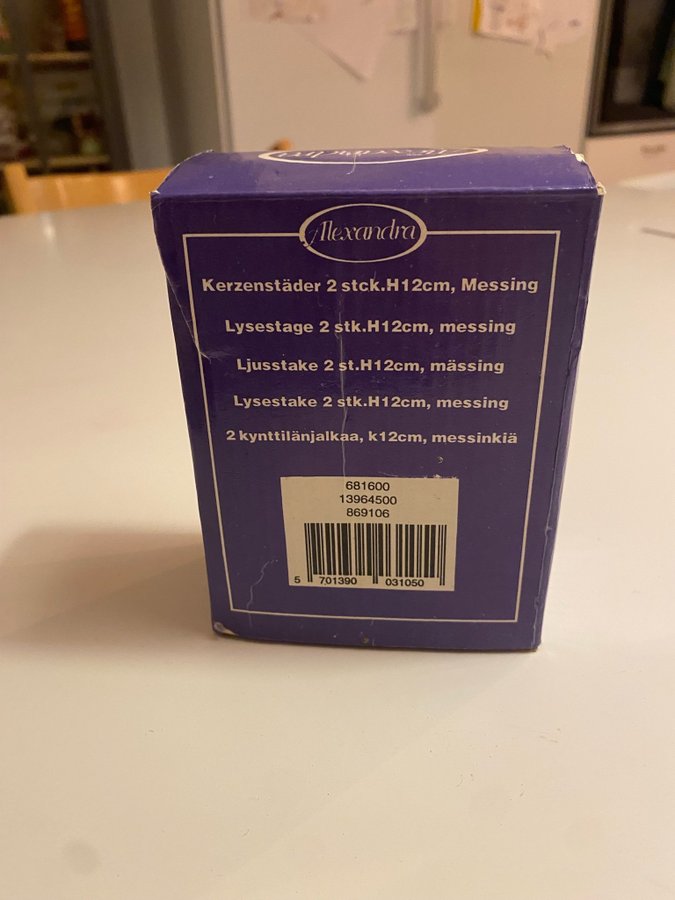 Alexandra
Alexandra
Kerzenstäder 2 stck.H12cm, Messing
Lysestage 2 stk.H12cm, messing
Ljusstake 2 st.H12cm, mässing
Lysestake 2 stk.H12cm, messing
2 kynttilänjalkaa, k12cm, messinkiä
681600
13964500
869106
5 701390 031050